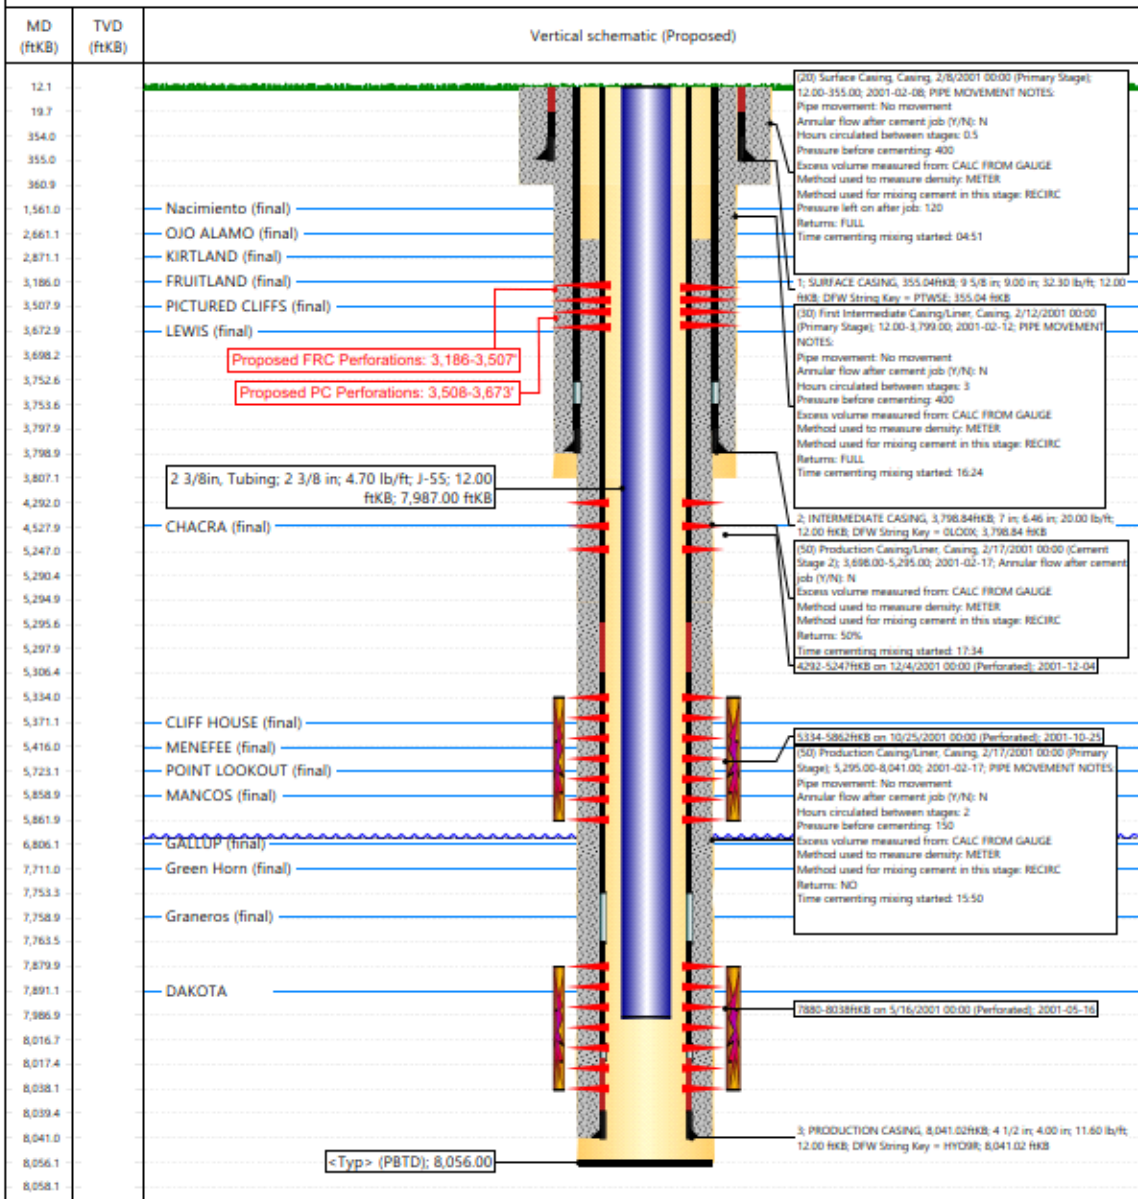 MD
(ftKB)
TVD
(ftKB)
Vertical schematic (Proposed)
12.1
19.7
354.0
355.0
360.9
1,561.0
2,661.1
2,871.1
3,186.0
3,507.9
3,672.9
3,698.2
3,752.6
3,753.6
3,797.9
3,798.9
3,807.1
4,292.0
4,527.9
5,247.0
5,290.4
5,294.9
5,295.6
5,297.9
5,306.4
5,334.0
5,371.1
5,416.0
5,723.1
5,858.9
5,861.9
6,806.1
7,711.0
7,753.3
7,758.9
7,763.5
7,879.9
7,891.1
7,986.9
8,016.7
8,017.4
8,038.1
8,039.4
8,041.0
8,056.1
8,058.1
Nacimiento (final)
OJO ALAMO (final)
KIRTLAND (final)
FRUITLAND (final)
PICTURED CLIFFS (final)
LEWIS (final)
Proposed FRC Perforations: 3,186-3,507'
Proposed PC Perforations: 3,508-3,673'
2 3/8in, Tubing; 2 3/8 in; 4.70 lb/ft; J-55; 12.00
ftKB; 7,987.00 ftKB
CHACRA (final)
CLIFF HOUSE (final)
MENEFEE (final)
POINT LOOKOUT (final)
MANCOS (final)
GALLUP (final)
Green Horn (final)
Graneros (final)
DAKOTA
<Typ> (PBTD); 8,056.00
(20) Surface Casing, Casing, 2/8/2001 00:00 (Primary Stage);
12.00-355.00; 2001-02-08; PIPE MOVEMENT NOTES:
Pipe movement: No movement
Annular flow after cement job (Y/N): N
Hours circulated between stages: 0.5
Pressure before cementing: 400
Excess volume measured from: CALC FROM GAUGE
Method used to measure density: METER
Method used for mixing cement in this stage: RECIRC
Pressure left on after job: 120
Returns: FULL
Time cementing mixing started: 04:51
1; SURFACE CASING, 355.04ftKB; 9 5/8 in; 9.00 in; 32.30 lb/ft; 12.00
ftKB; DFW String Key = PTWSE; 355.04 ftKB
(30) First Intermediate Casing/Liner, Casing, 2/12/2001 00:00
(Primary Stage); 12.00-3,799.00; 2001-02-12; PIPE MOVEMENT
NOTES:
Pipe movement: No movement
Annular flow after cement job (Y/N): N
Hours circulated between stages: 3
Pressure before cementing: 400
Excess volume measured from: CALC FROM GAUGE
Method used to measure density: METER
Method used for mixing cement in this stage: RECIRC
Returns: FULL
Time cementing mixing started: 16:24
2; INTERMEDIATE CASING, 3,798.84ftKB; 7 in; 6.46 in; 20.00 lb/ft;
12.00 ftKB; DFW String Key = 0LO0X; 3,798.84 ftKB
(50) Production Casing/Liner, Casing, 2/17/2001 00:00 (Cement
Stage 2); 3,698.00-5,295.00; 2001-02-17; Annular flow after cement
job (Y/N): N
Excess volume measured from: CALC FROM GAUGE
Method used to measure density: METER
Method used for mixing cement in this stage: RECIRC
Returns: 50%
Time cementing mixing started: 17:34
4292-5247ftKB on 12/4/2001 00:00 (Perforated); 2001-12-04
5334-5862ftKB on 10/25/2001 00:00 (Perforated); 2001-10-25
(50) Production Casing/Liner, Casing, 2/17/2001 00:00 (Primary
Stage); 5,295.00-8,041.00; 2001-02-17; PIPE MOVEMENT NOTES:
Pipe movement: No movement
Annular flow after cement job (Y/N): N
Hours circulated between stages: 2
Pressure before cementing: 150
Excess volume measured from: CALC FROM GAUGE
Method used to measure density: METER
Method used for mixing cement in this stage: RECIRC
Returns: NO
Time cementing mixing started: 15:50
7880-8038ftKB on 5/16/2001 00:00 (Perforated); 2001-05-16
3; PRODUCTION CASING, 8,041.02ftKB; 4 1/2 in; 4.00 in; 11.60 lb/ft;
12.00 ftKB; DFW String Key = HYO9R; 8,041.02 ftKB